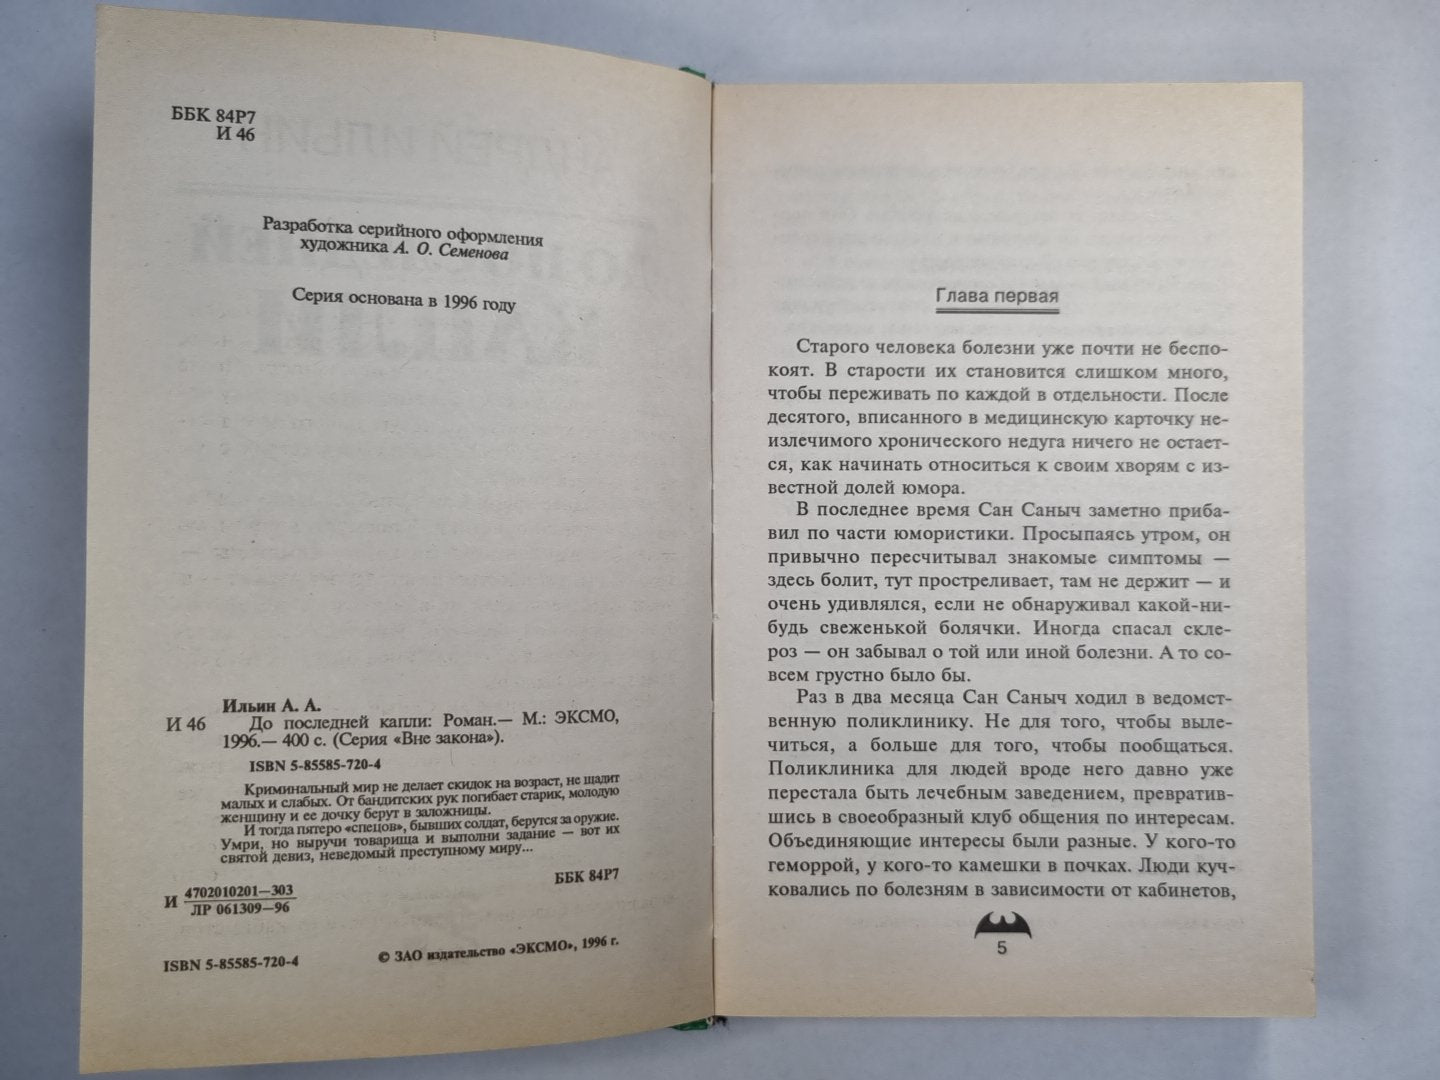 ББК 84Р7
И 46
Разработка серийного оформления
художника А. О. Семенова
Серия основана в 1996 году
Ильин А. А.
И 46 До последней капли: Роман.— М.: ЭКСМО,
1996.— 400 с. (Серия «Вне закона»).
ISBN 5-85585-720-4
Криминальный мир не делает скидок на возраст, не щадит
малых и слабых. От бандитских рук погибает старик, молодую
женщину и ее дочку берут в заложницы.
И тогда пятеро «спецов», бывших солдат, берутся за оружие.
Умри, но выручи товарища и выполни задание — вот их
святой девиз, неведомый преступному миру...
ББК 84Р7
И 4702010201—303
ЛР 061309—96
ISBN 5-85585-720-4
© ЗАО издательство «ЭКСМО», 1996 г.
Глава первая
Старого человека болезни уже почти не беспо-
коят. В старости их становится слишком много,
чтобы переживать по каждой в отдельности. После
десятого, вписанного в медицинскую карточку не-
излечимого хронического недуга ничего не остает-
ся, как начинать относиться к своим хворям с из-
вестной долей юмора.
В последнее время Сан Саныч заметно приба-
вил по части юмористики. Просыпаясь утром, он
привычно пересчитывал знакомые симптомы —
здесь болит, тут простреливает, там не держит — и
очень удивлялся, если не обнаруживал какой-ни-
будь свеженькой болячки. Иногда спасал скле-
роз — он забывал о той или иной болезни. А то со-
всем грустно было бы.
Раз в два месяца Сан Саныч ходил в ведомст-
венную поликлинику. Не для того, чтобы выле-
читься, а больше для того, чтобы пообщаться.
Поликлиника для людей вроде него давно уже
перестала быть лечебным заведением, превратив-
шись в своеобразный клуб общения по интересам.
Объединяющие интересы были разные. У кого-то
геморрой, у кого-то камешки в почках. Люди куч-
ковались по болезням в зависимости от кабинетов,
5